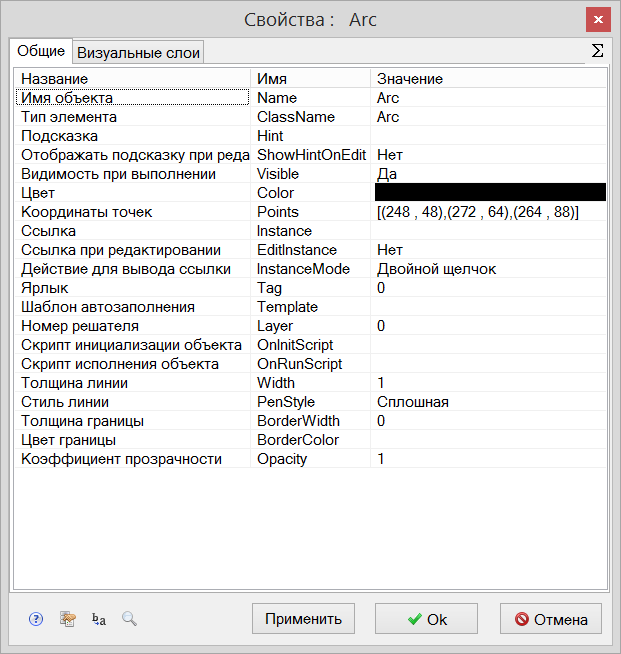 Свойства : Arc
Общие Визуальные слои Σ
Название Имя Значение
Имя объекта Name Arc
Тип элемента ClassName Arc
Подсказка Hint
Отображать подсказку при реда ShowHintOnEdit Нет
Видимость при выполнении Visible Да
Цвет Color
Координаты точек Points [(248 , 48),(272 , 64),(264 , 88)]
Ссылка Instance
Ссылка при редактировании EditInstance Нет
Действие для вывода ссылки InstanceMode Двойной щелчок
Ярлык Tag 0
Шаблон автозаполнения Template
Номер решателя Layer 0
Скрипт инициализации объекта OnInitScript
Скрипт исполнения объекта OnRunScript
Толщина линии Width 1
Стиль линии PenStyle Сплошная
Толщина границы BorderWidth 0
Цвет границы BorderColor
Коэффициент прозрачности Opacity 1
? b a Применить Ok Отмена